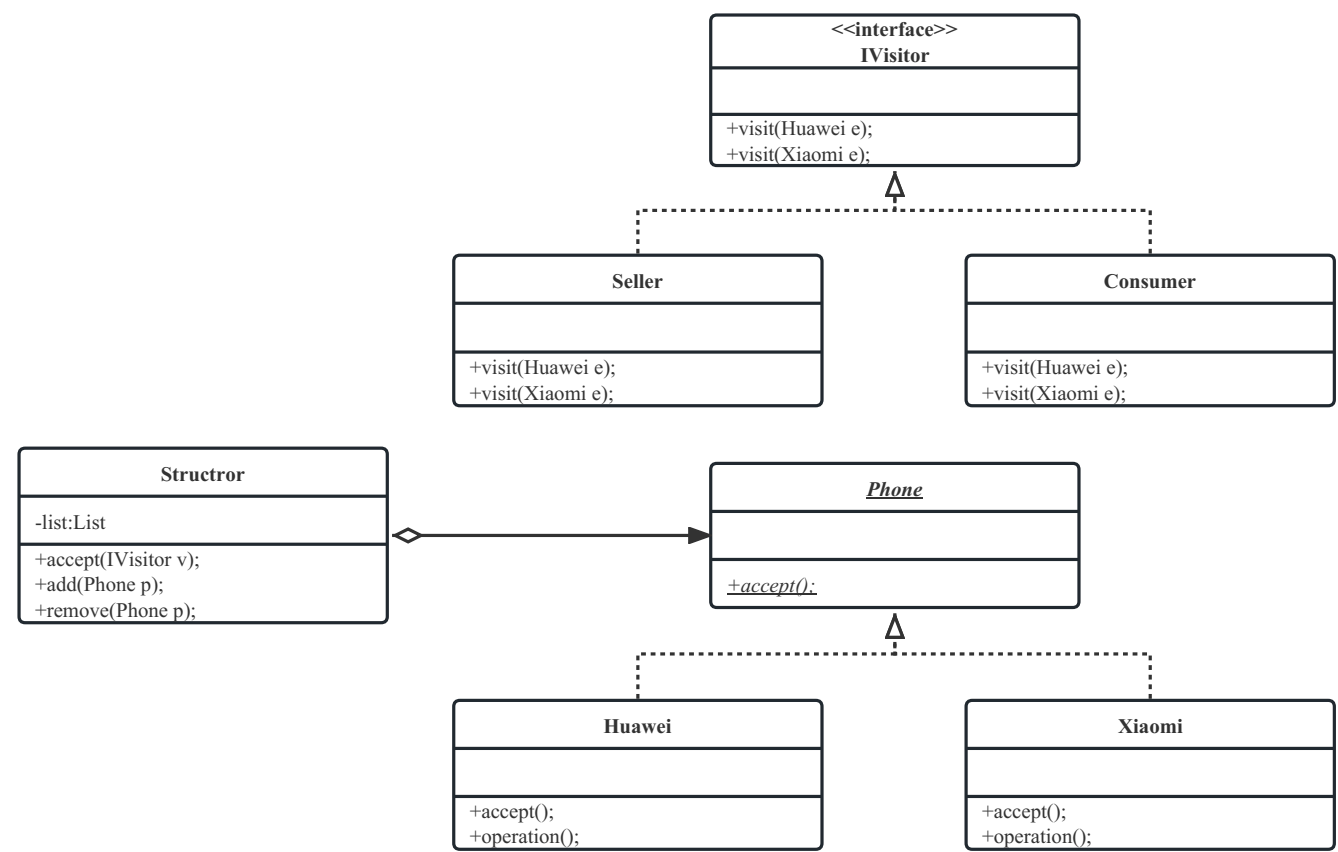 <<interface>>
IVisitor
+visit(Huawei e);
+visit(Xiaomi e);
Seller
+visit(Huawei e);
+visit(Xiaomi e);
Consumer
+visit(Huawei e);
+visit(Xiaomi e);
Structror
-list:List
+accept(IVisitor v);
+add(Phone p);
+remove(Phone p);
Phone
+accept();
Huawei
+accept();
+operation();
Xiaomi
+accept();
+operation();